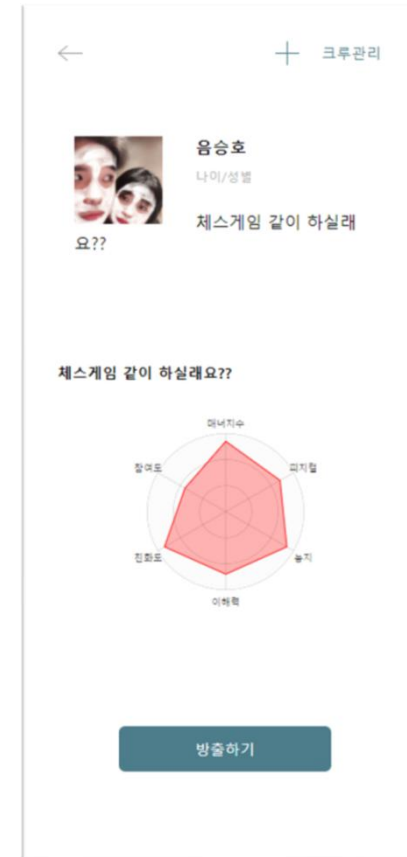 크루관리
음승호
나이/성별
체스게임 같이 하실래
요??
체스게임 같이 하실래요??
매너지수
참여도
피지컬
친화도
눈치
이해력
방출하기